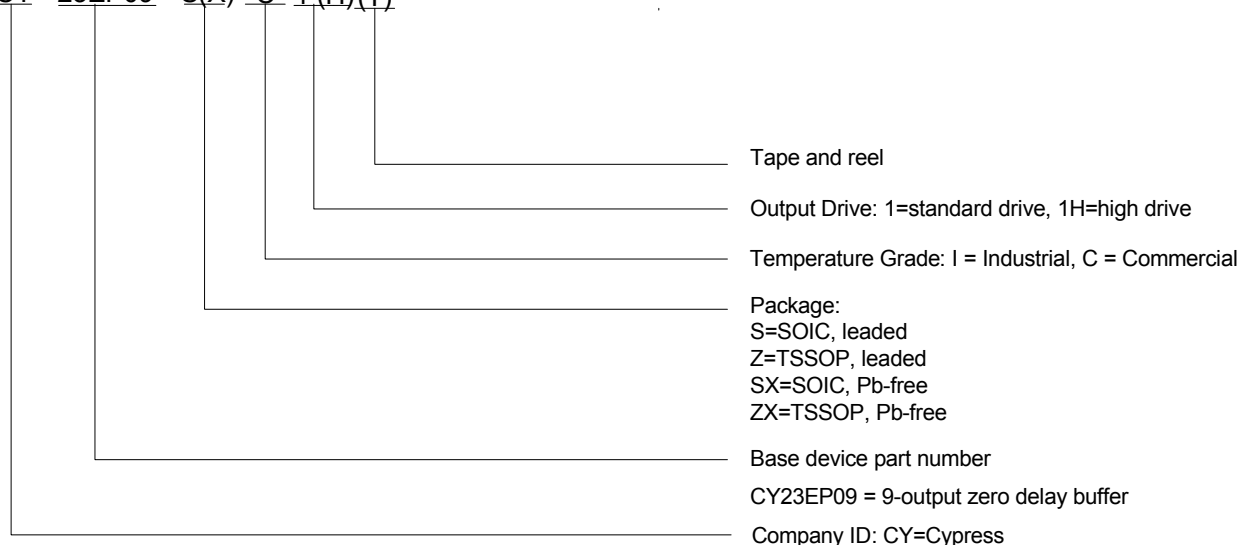 Tape and reel
Output Drive: 1=standard drive, 1H=high drive
Temperature Grade: I = Industrial, C = Commercial
Package:
S=SOIC, leaded
Z=TSSOP, leaded
SX=SOIC, Pb-free
ZX=TSSOP, Pb-free
Base device part number
CY23EP09 = 9-output zero delay buffer
Company ID: CY=Cypress